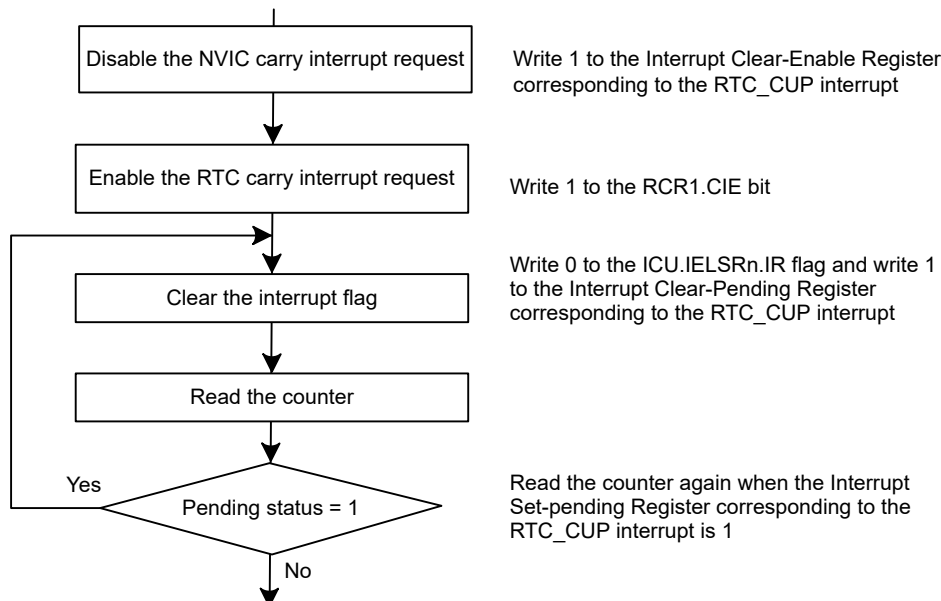 Disable the NVIC carry interrupt request
Write 1 to the Interrupt Clear-Enable Register
corresponding to the RTC_CUP interrupt
Enable the RTC carry interrupt request
Write 1 to the RCR1.CIE bit
Clear the interrupt flag
Write 0 to the ICU.IELSRn.IR flag and write 1
to the Interrupt Clear-Pending Register
corresponding to the RTC_CUP interrupt
Read the counter
Yes
Pending status = 1
Read the counter again when the Interrupt
Set-pending Register corresponding to the
RTC_CUP interrupt is 1
No